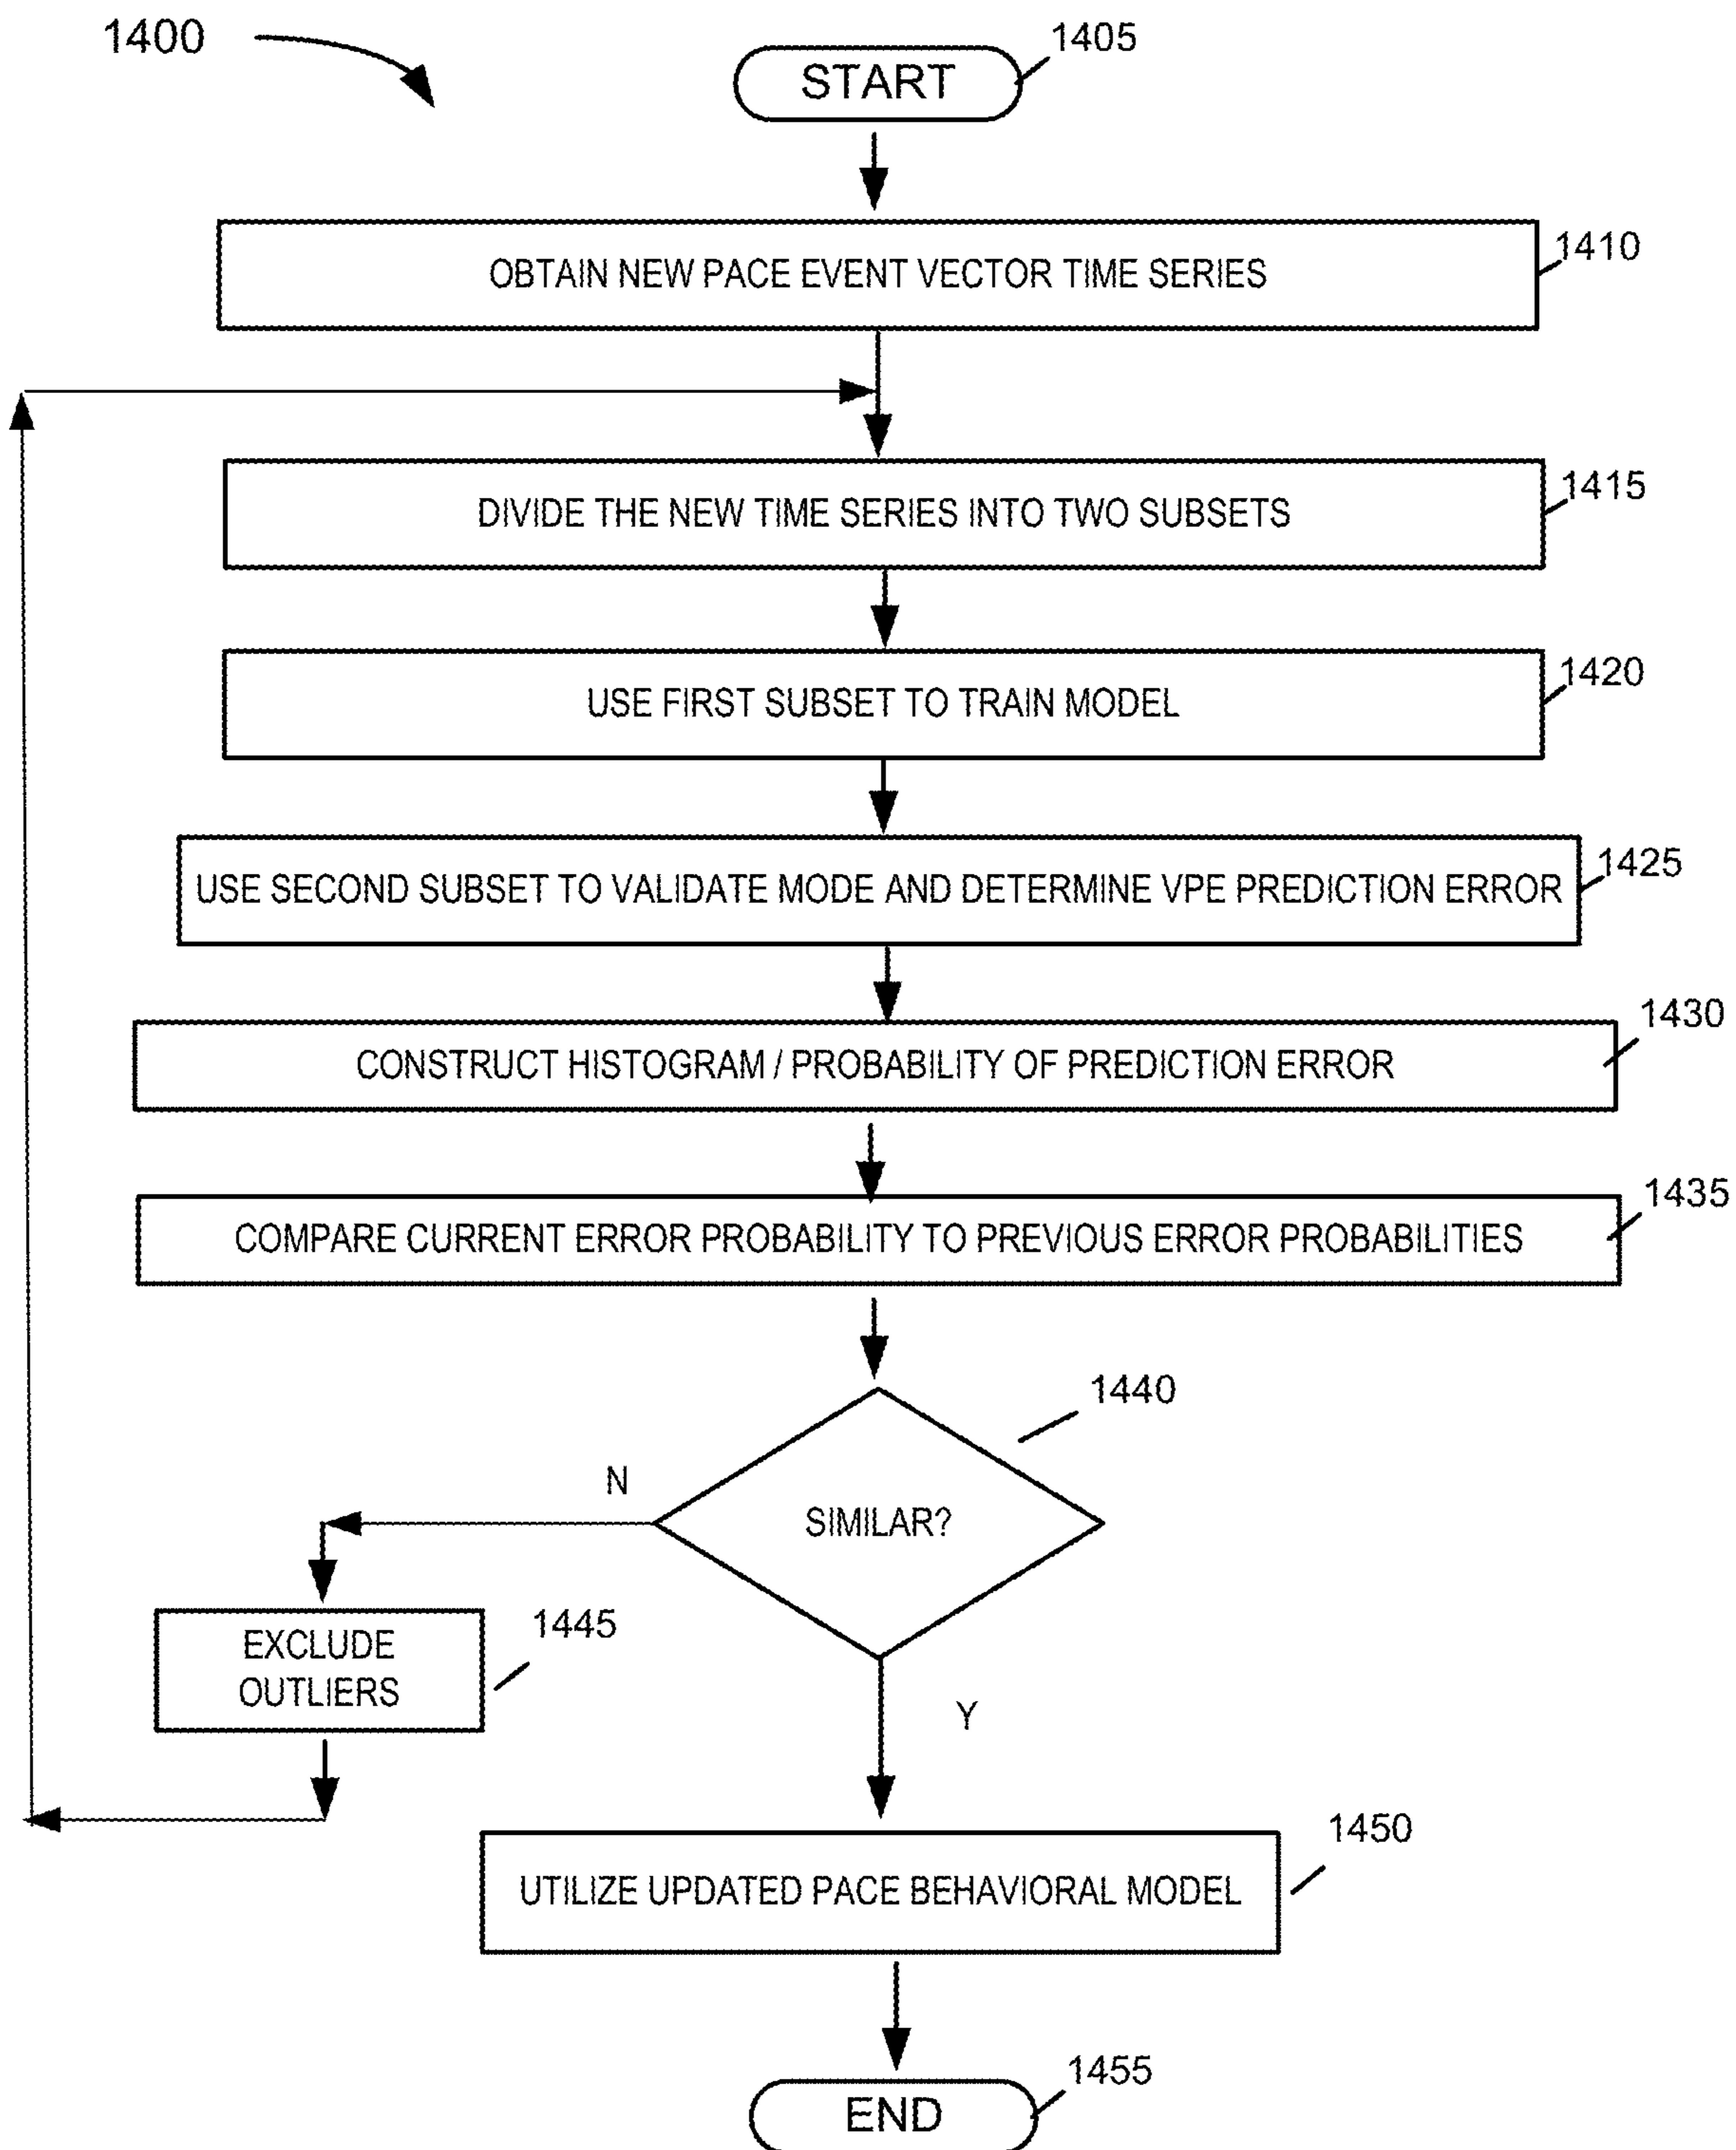 1400
START
1405
OBTAIN NEW PACE EVENT VECTOR TIME SERIES
1410
DIVIDE THE NEW TIME SERIES INTO TWO SUBSETS
1415
USE FIRST SUBSET TO TRAIN MODEL
1420
USE SECOND SUBSET TO VALIDATE MODE AND DETERMINE VPE PREDICTION ERROR
1425
CONSTRUCT HISTOGRAM / PROBABILITY OF PREDICTION ERROR
1430
COMPARE CURRENT ERROR PROBABILITY TO PREVIOUS ERROR PROBABILITIES
1435
1440
N
SIMILAR?
EXCLUDE
OUTLIERS
1445
Y
UTILIZE UPDATED PACE BEHAVIORAL MODEL
1450
END
1455